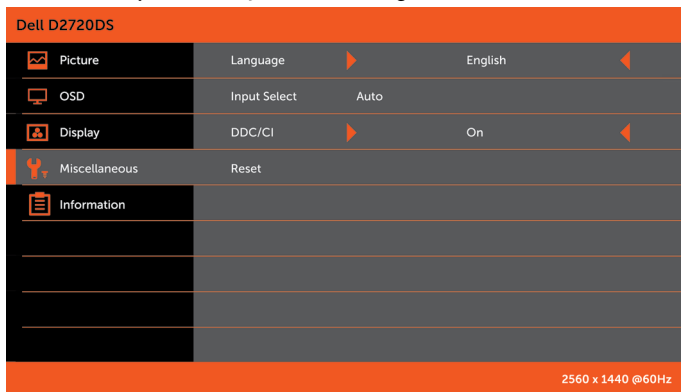 Dell D2720DS
Picture
Language English
OSD
Input Select Auto
Display
DDC/CI On
Miscellaneous
Reset
Information
2560 x 1440 @60Hz